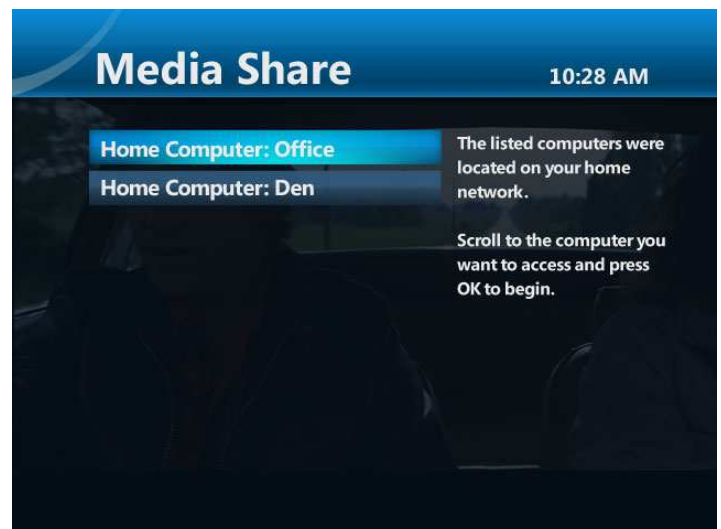 Media Share
10:28 AM
Home Computer: Office
Home Computer: Den
The listed computers were
located on your home
network.
Scroll to the computer you
want to access and press
OK to begin.